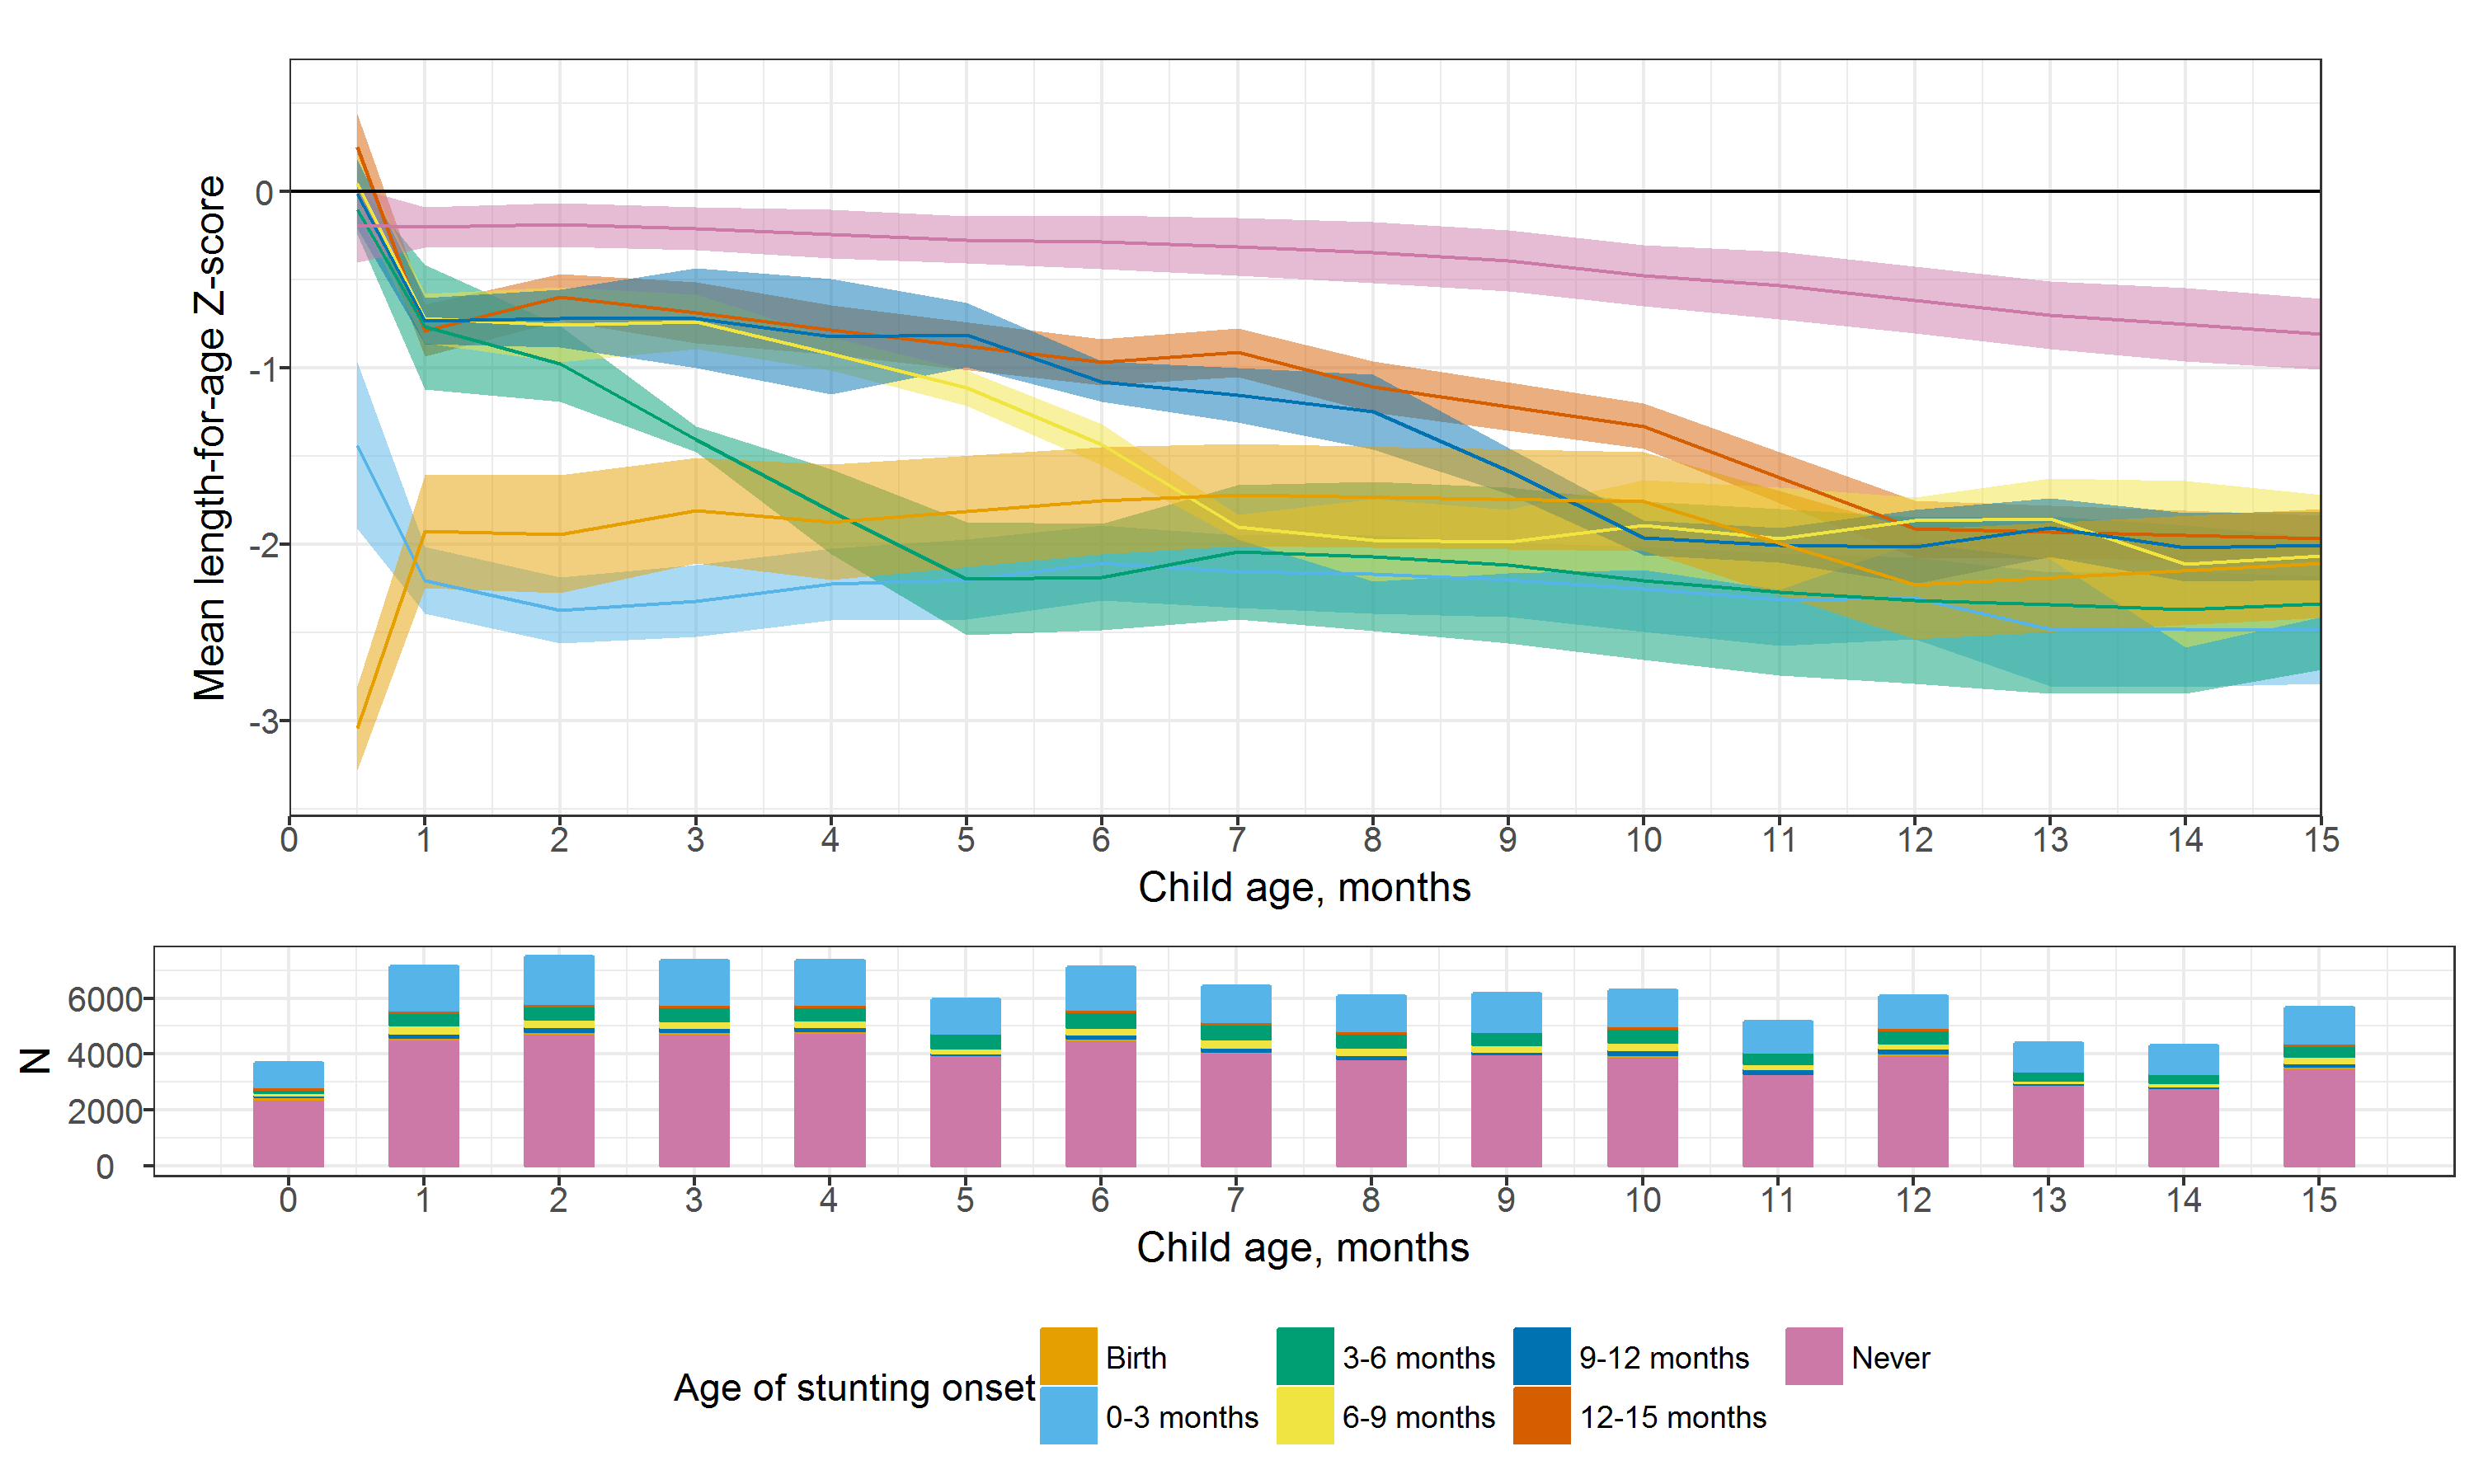 Mean length-for-age Z-score
0
-1
-2
-3
0 1 2 3 4 5 6 7 8 9 10 11 12 13 14 15
Child age, months
N
6000
4000
2000
0
0 1 2 3 4 5 6 7 8 9 10 11 12 13 14 15
Child age, months
Age of stunting onset
Birth 3-6 months 9-12 months Never
0-3 months 6-9 months 12-15 months